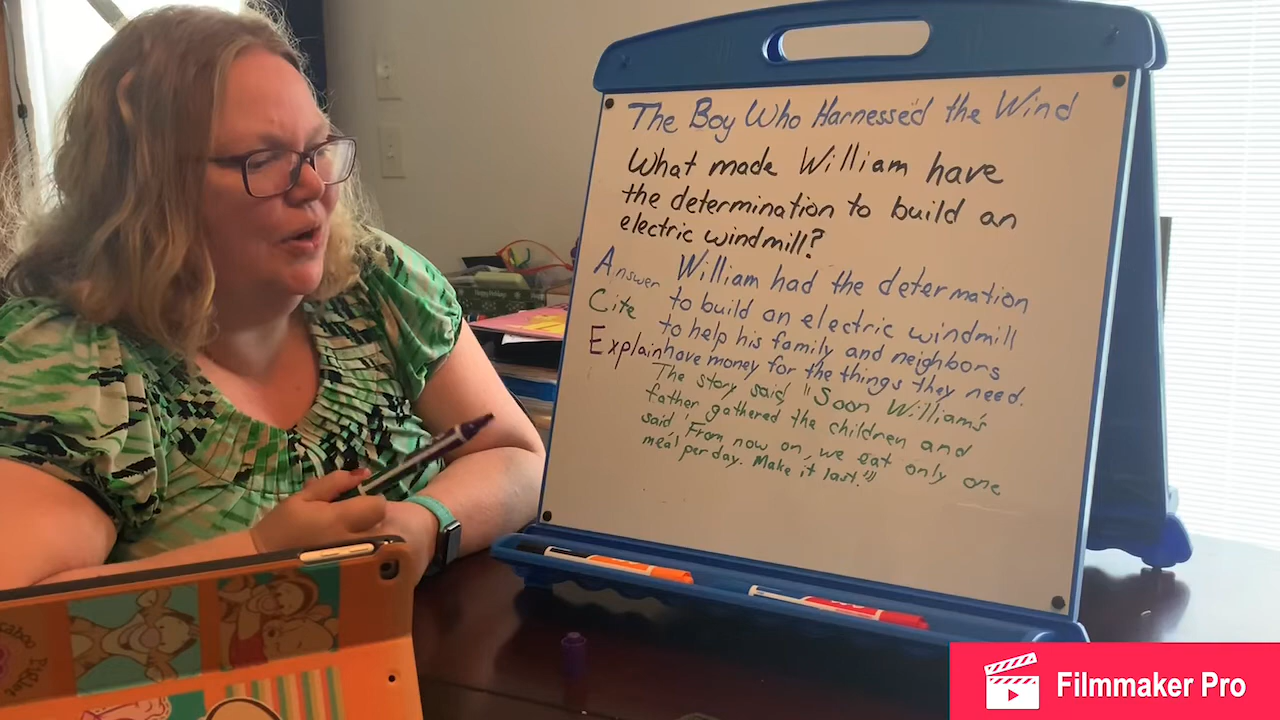 The Boy Who Harnessed the Wind
What made William have
the determination to build an
electric windmill?
Answer William had the determation
Cite to build an electric windmill
to help his family and neighbors
Explain have money for the things they need.
The story said, "Soon William's
father gathered the children and
said, 'From now on, we eat only one
meal per day. Make it last.'"
Filmmaker Pro